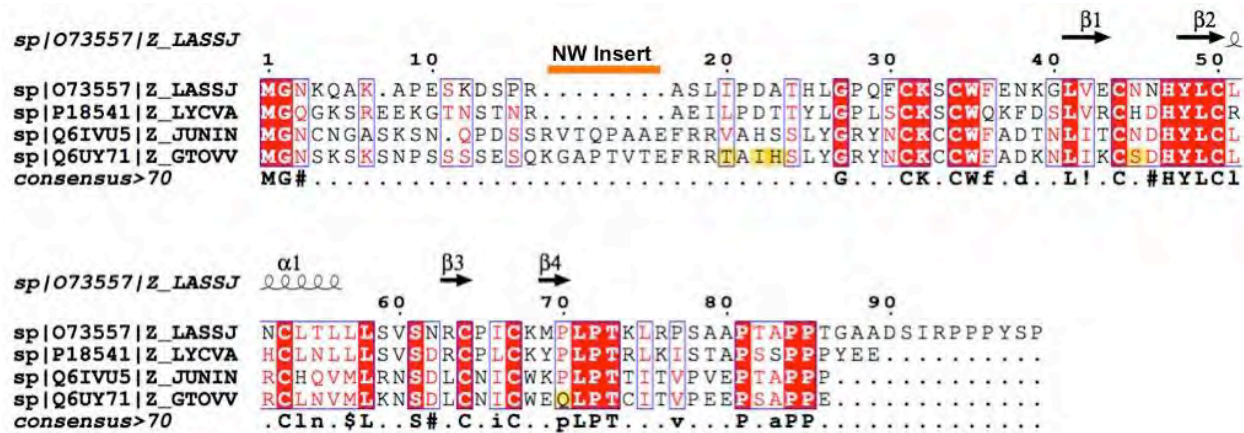 sp|O73557|Z_LASSJ β1 β2
NW Insert
1 10 20 30 40 50
sp|O73557|Z_LASSJ MGNKQAK.APESKDSPR........ASLIPDATHLGPQFCKSCWFENKGLVECNNHYLCL
sp|P18541|Z_LYCVA MGQGKSREEKGTNSTNR........AEILPDTTYLGPLSCKSCWQKFDSLVRCHDHYLCR
sp|Q6IVU5|Z_JUNIN MGNCNGASKSN.QPDSSRVTQPAAEFRRVAHSSLYGRYNCKCCWFADTNLITCNDHYLCL
sp|Q6UY71|Z_GTOVV MGNSKSKSNPSSSSESQKGAPTVTEFRRTAIHSLYGRYNCKCCWFADKNLIKCSDHYLCL
consensus>70 MG#................................G...CK.CWf.d..L!.C.#HYLCl
sp|O73557|Z_LASSJ α1 β3 β4
60 70 80 90
sp|O73557|Z_LASSJ NCLTLLLSVSNRCPICKMPLPTKLRPSAAPTAPPTGAADSIRPPPYSP
sp|P18541|Z_LYCVA HCLNLLLSVSDRCPLCKYPLPTRLKISTAPSSPPPYEE..........
sp|Q6IVU5|Z_JUNIN RCHQVMLRNSDLCNICWKPLPTTITVPVEPTAPPP.............
sp|Q6UY71|Z_GTOVV RCLNVMLKNSDLCNICWEQLPTCITVPEEPSAPPE.............
consensus>70 .Cln.$L..S#.C.iC..pLPT...v...P.aPP..............